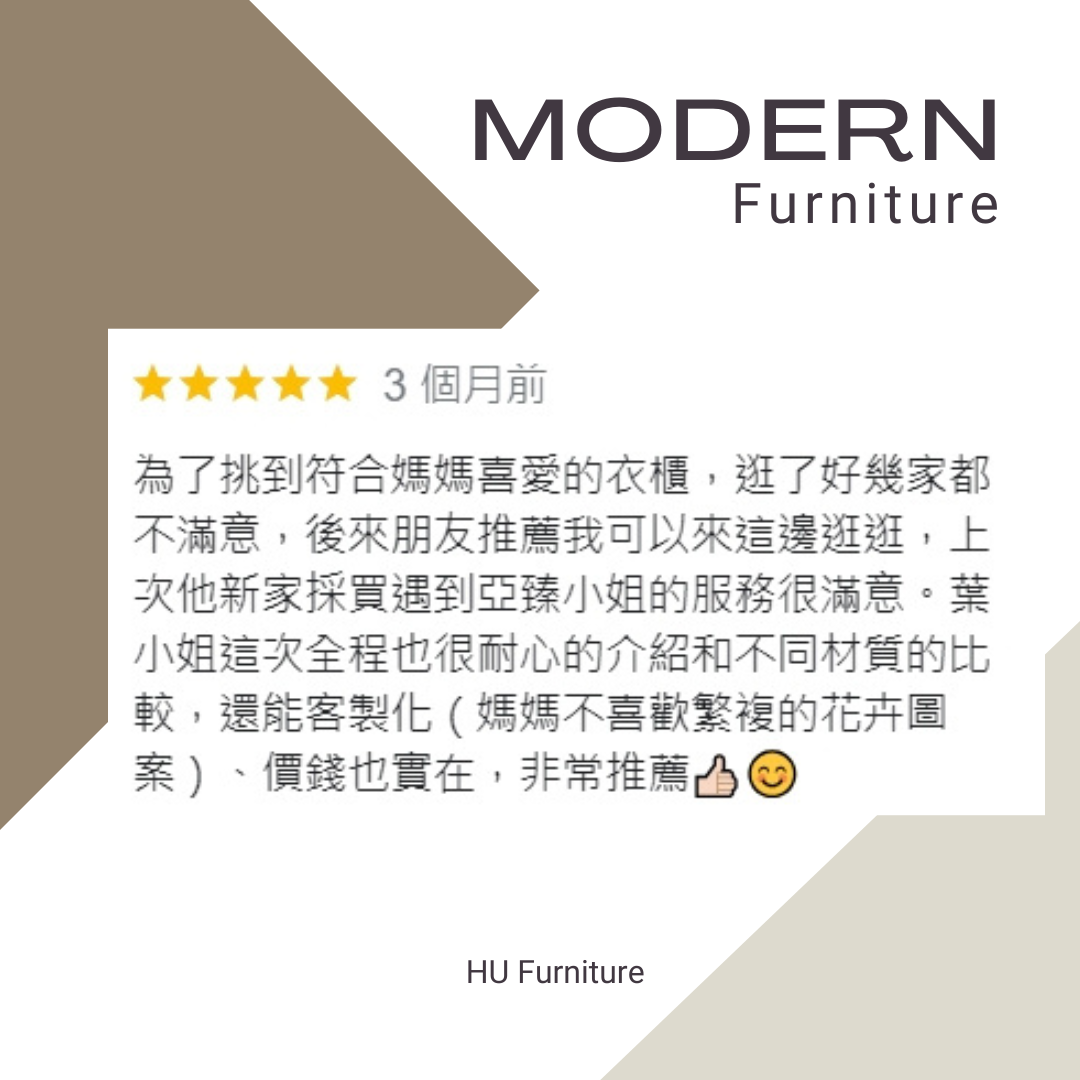 MODERN
Furniture
★★★★★ 3 個月前
為了挑到符合媽媽喜愛的衣櫃，逛了好幾家都
不滿意，後來朋友推薦我可以來這邊逛逛，上
次他新家採買遇到亞臻小姐的服務很滿意。葉
小姐這次全程也很耐心的介紹和不同材質的比
較，還能客製化（媽媽不喜歡繁複的花卉圖
案）、價錢也實在，非常推薦👍🏻😊
HU Furniture